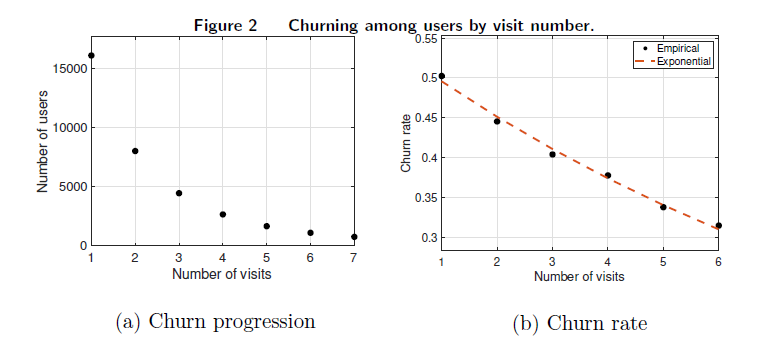 Figure 2 Churning among users by visit number.
15000
10000
5000
0
Number of users
1 2 3 4 5 6 7
Number of visits
(a) Churn progression
0.55
0.5
0.45
0.4
0.35
0.3
Churn rate
Empirical
Exponential
1 2 3 4 5 6
Number of visits
(b) Churn rate